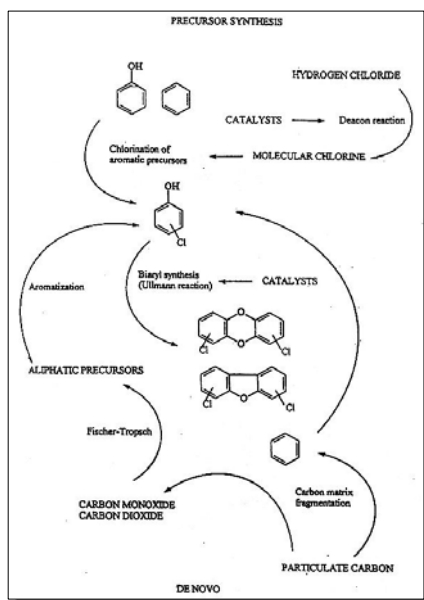 PRECURSOR SYNTHESIS
OH
HYDROGEN CHLORIDE
CATALYSTS
Deacon reaction
Chlorination of
aromatic precursors
MOLECULAR CHLORINE
OH
Cl
Biaryl synthesis
(Ullmann reaction)
CATALYSTS
Aromatization
O
Cl
O
Cl
ALIPHATIC PRECURSORS
Cl
O
Cl
Fischer-Tropsch
Carbon matrix
fragmentation
CARBON MONOXIDE
CARBON DIOXIDE
PARTICULATE CARBON
DE NOVO